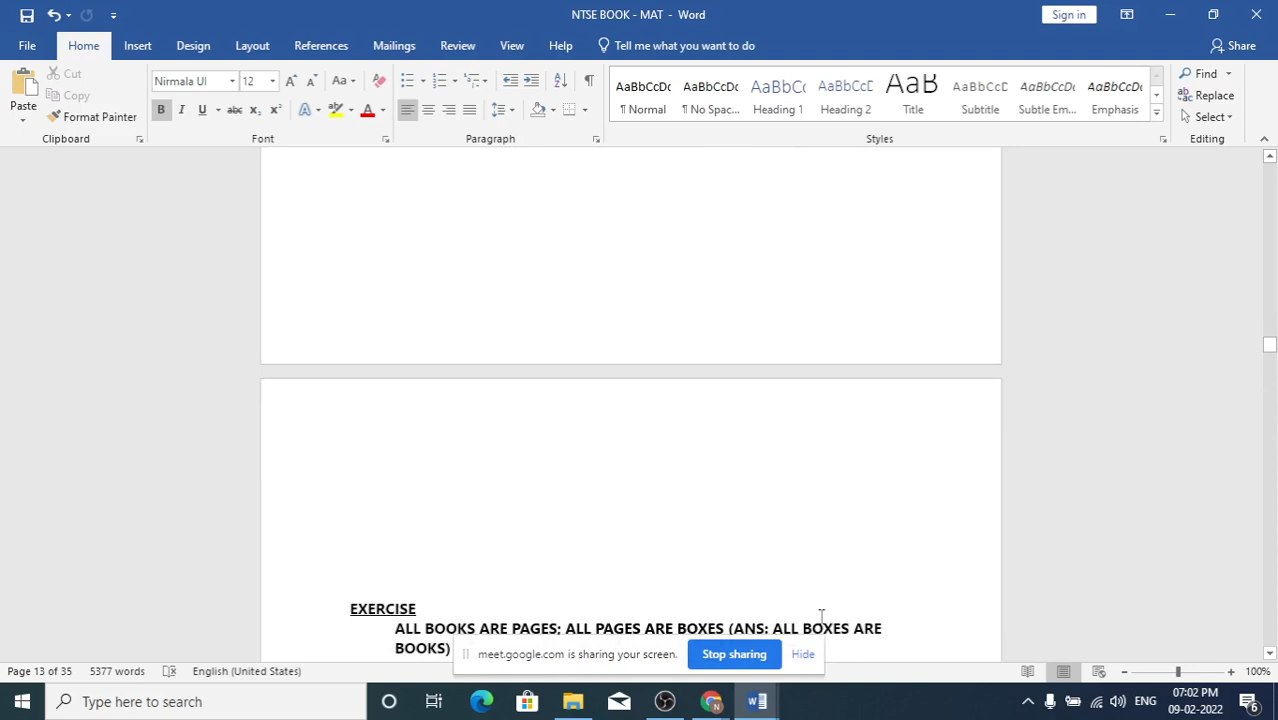 NTSE BOOK - MAT - Word
Sign in
File Home Insert Design Layout References Mailings Review View Help Tell me what you want to do Share
Paste
Cut
Copy
Format Painter
Clipboard
Nirmala UI 12
Font
Paragraph
AaBbCcDc ¶ Normal
AaBbCcDc ¶ No Spac...
AaBbCc Heading 1
AaBbCcD Heading 2
AaB Title
AaBbCcD Subtitle
AaBbCcDc Subtle Em...
AaBbCcDc Emphasis
Styles
Find
Replace
Select
Editing
EXERCISE
ALL BOOKS ARE PAGES; ALL PAGES ARE BOXES (ANS: ALL BOXES ARE
BOOKS)
meet.google.com is sharing your screen. Stop sharing Hide
Page 13 of 35 5377 words English (United States) 100%
Type here to search
ENG
07:02 PM
09-02-2022
6